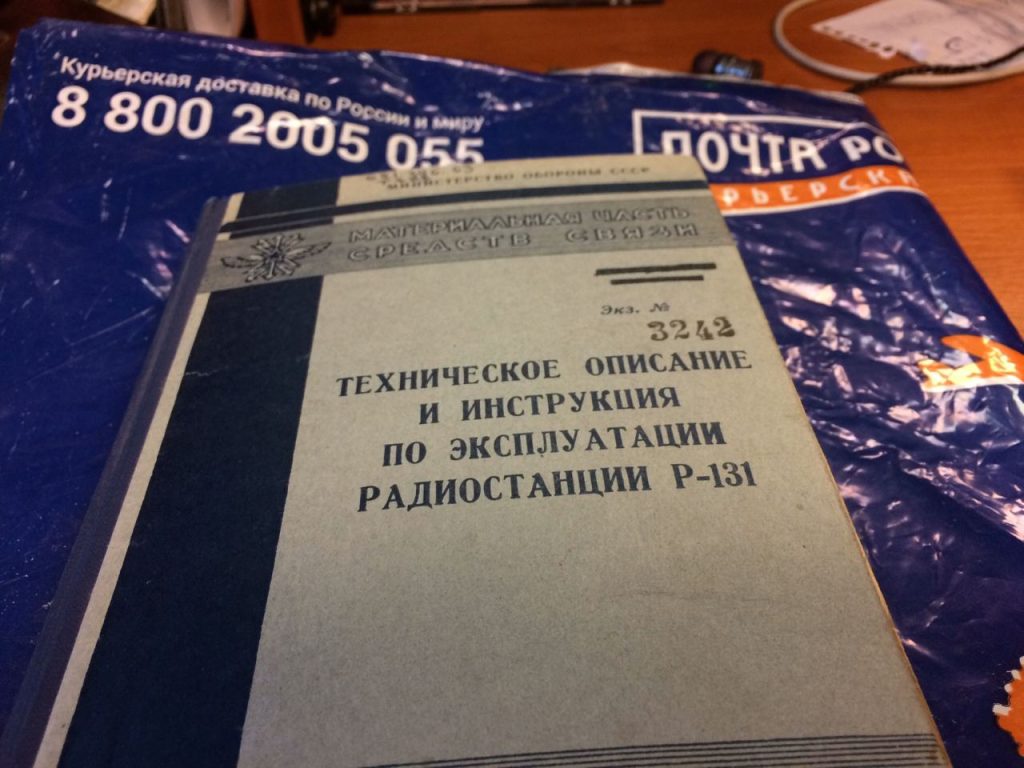 Курьерская доставка по России и миру
8 800 2005 055
ПОЧТА РО
РЬЕРСКА
МИНИСТЕРСТВО ОБОРОНЫ СССР
МАТЕРИАЛЬНАЯ ЧАСТЬ
СРЕДСТВ СВЯЗИ
Экз. №
3242
ТЕХНИЧЕСКОЕ ОПИСАНИЕ
И ИНСТРУКЦИЯ
ПО ЭКСПЛУАТАЦИИ
РАДИОСТАНЦИИ Р-131